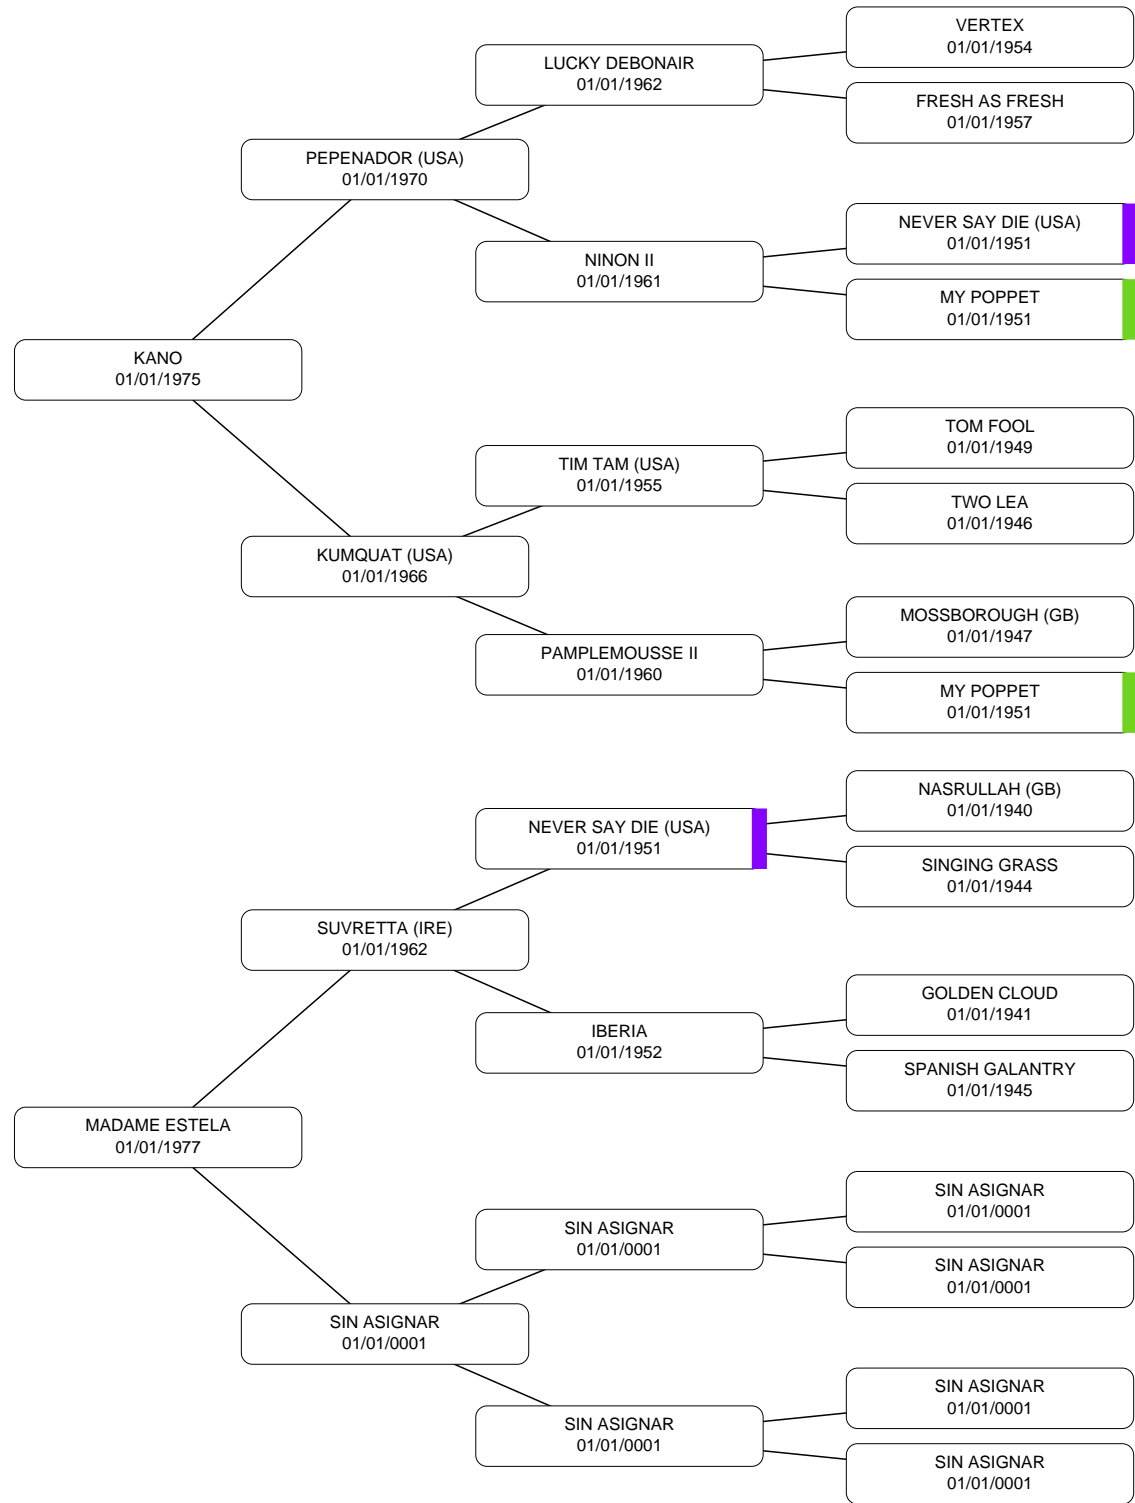 VERTEX
01/01/1954
LUCKY DEBONAIR
01/01/1962
FRESH AS FRESH
01/01/1957
PEPENADOR (USA)
01/01/1970
NEVER SAY DIE (USA)
01/01/1951
NINON II
01/01/1961
MY POPPET
01/01/1951
KANO
01/01/1975
TOM FOOL
01/01/1949
TIM TAM (USA)
01/01/1955
TWO LEA
01/01/1946
KUMQUAT (USA)
01/01/1966
MOSSBOROUGH (GB)
01/01/1947
PAMPLEMOUSSE II
01/01/1960
MY POPPET
01/01/1951
NASRULLAH (GB)
01/01/1940
NEVER SAY DIE (USA)
01/01/1951
SINGING GRASS
01/01/1944
SUVRETTA (IRE)
01/01/1962
GOLDEN CLOUD
01/01/1941
IBERIA
01/01/1952
SPANISH GALANTRY
01/01/1945
MADAME ESTELA
01/01/1977
SIN ASIGNAR
01/01/0001
SIN ASIGNAR
01/01/0001
SIN ASIGNAR
01/01/0001
SIN ASIGNAR
01/01/0001
SIN ASIGNAR
01/01/0001
SIN ASIGNAR
01/01/0001
SIN ASIGNAR
01/01/0001